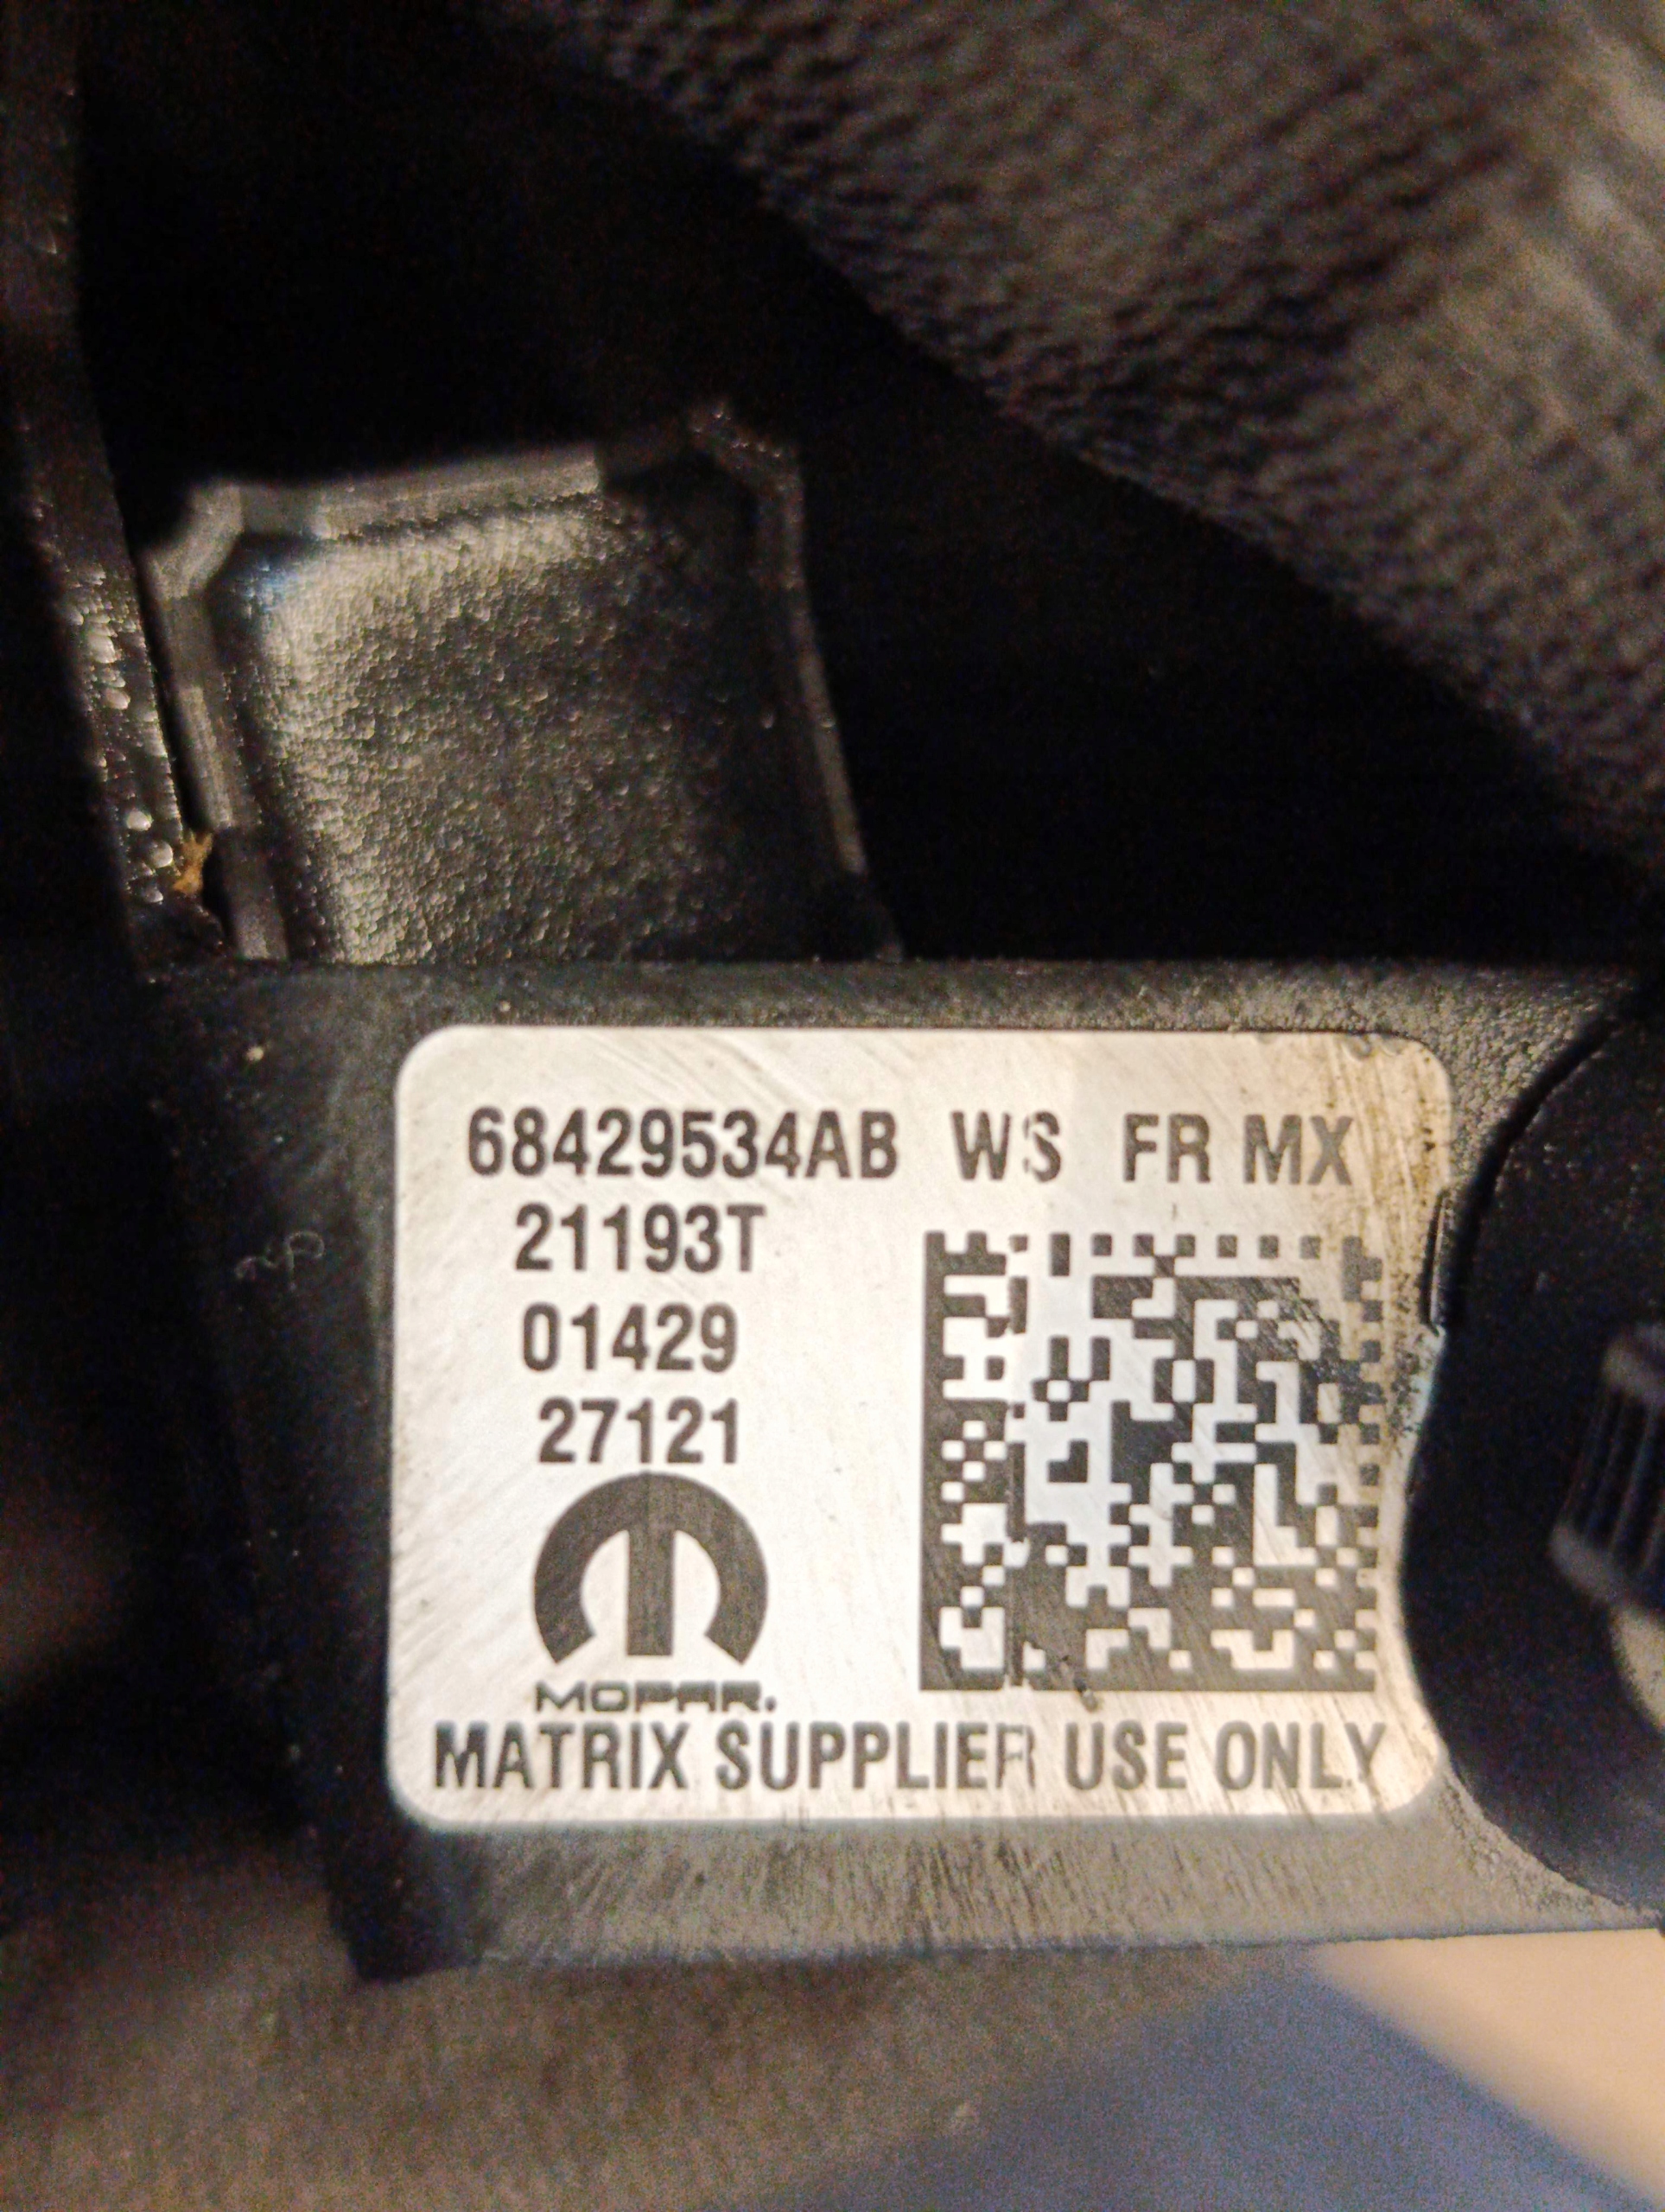 68429534AB WS FR MX
21193T
01429
27121
MOPAR.
MATRIX SUPPLIER USE ONLY